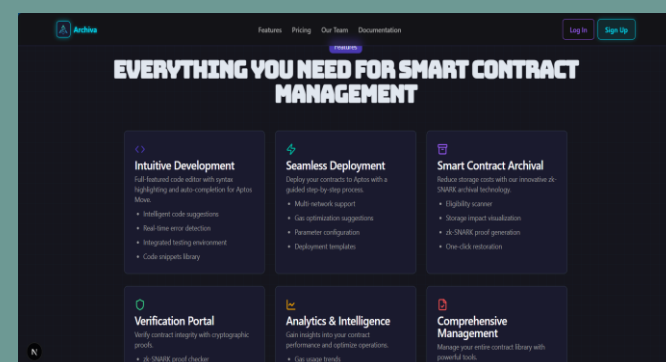 Archiva
Features Pricing Our Team Documentation
Log In Sign Up
Features
EVERYTHING YOU NEED FOR SMART CONTRACT
MANAGEMENT
Intuitive Development
Full-featured code editor with syntax
highlighting and auto-completion for Aptos
Move.
• Intelligent code suggestions
• Real-time error detection
• Integrated testing environment
• Code snippets library
Seamless Deployment
Deploy your contracts to Aptos with a
guided step-by-step process.
• Multi-network support
• Gas optimization suggestions
• Parameter configuration
• Deployment templates
Smart Contract Archival
Reduce storage costs with our innovative zk-
SNARK archival technology.
• Eligibility scanner
• Storage impact visualization
• zk-SNARK proof generation
• One-click restoration
Verification Portal
Verify contract integrity with cryptographic
proofs.
• zk-SNARK proof checker
Analytics & Intelligence
Gain insights into your contract
performance and optimize operations.
• Gas usage trends
Comprehensive
Management
Manage your entire contract library with
powerful tools.
N